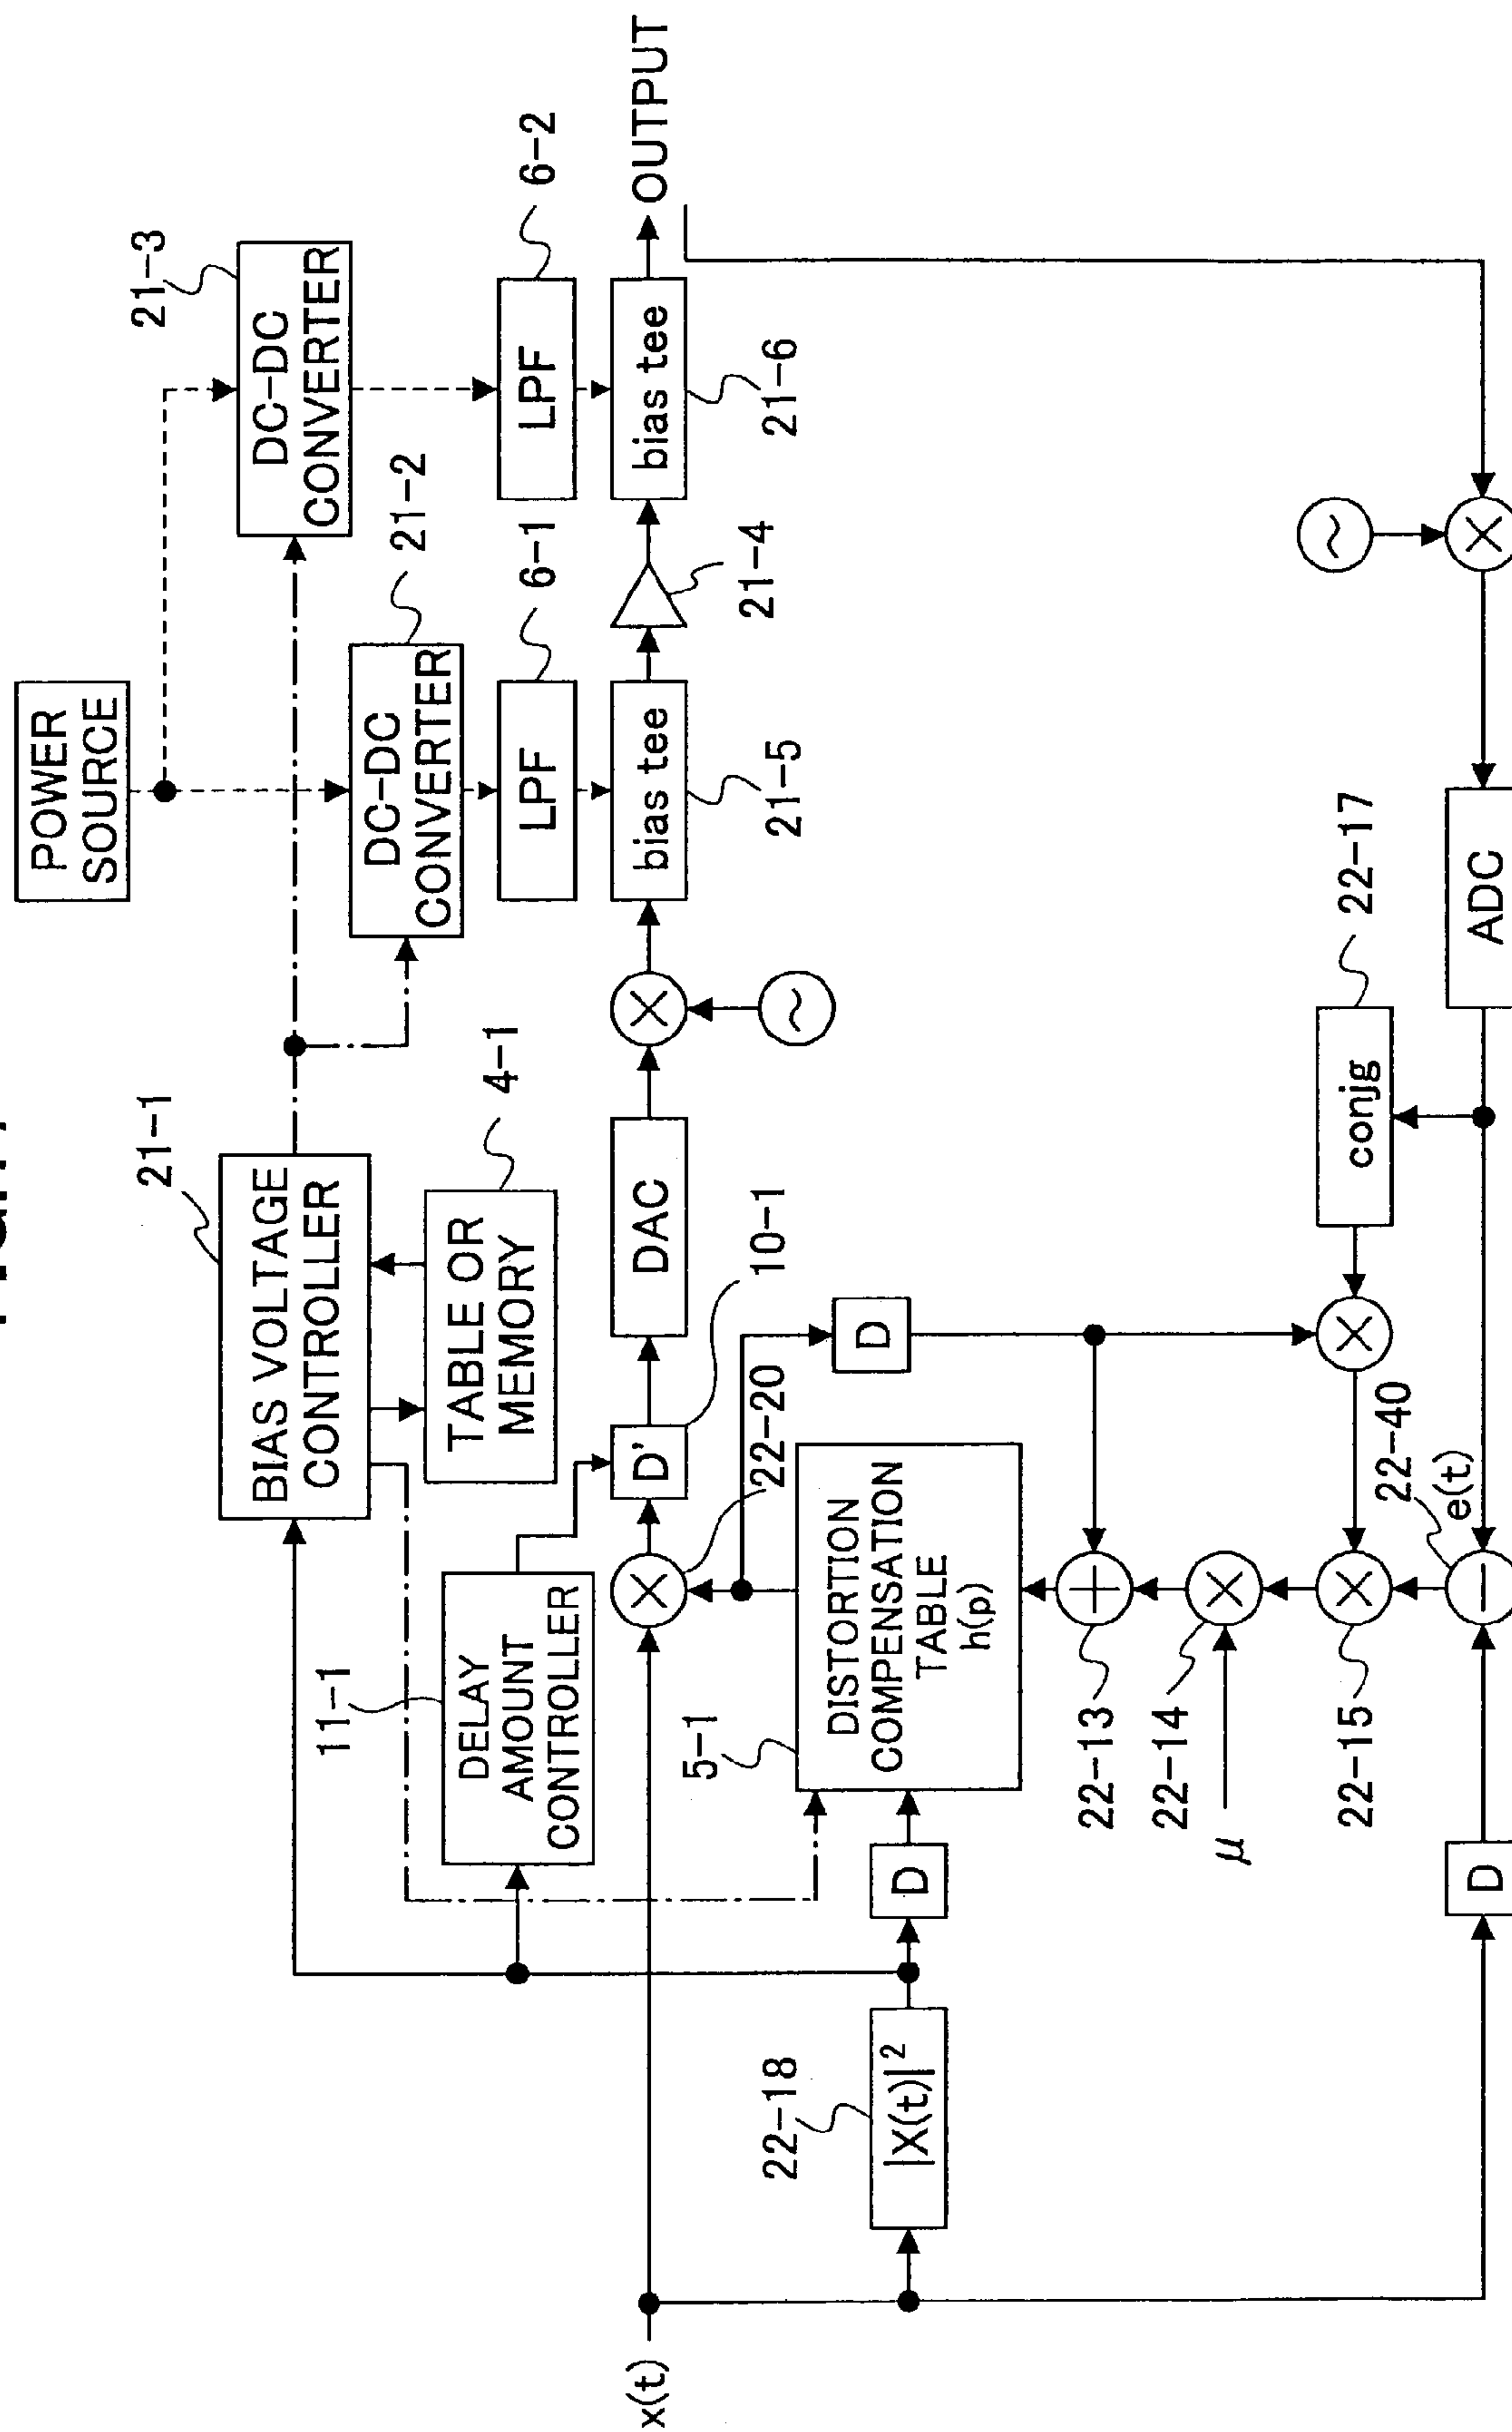 POWER
SOURCE
21-3
DC-DC
CONVERTER
21-1
BIAS VOLTAGE
CONTROLLER
21-2
DC-DC
CONVERTER
4-1
TABLE OR
MEMORY
6-1
LPF
6-2
LPF
11-1
DELAY
AMOUNT
CONTROLLER
x(t)
22-20
D'
10-1
DAC
bias tee
21-5
21-4
bias tee
21-6
OUTPUT
5-1
DISTORTION
COMPENSATION
TABLE
h(p)
D
22-18
|X(t)|²
D
22-13
22-14
μ
22-15
22-17
conjg
22-40
e(t)
D
ADC